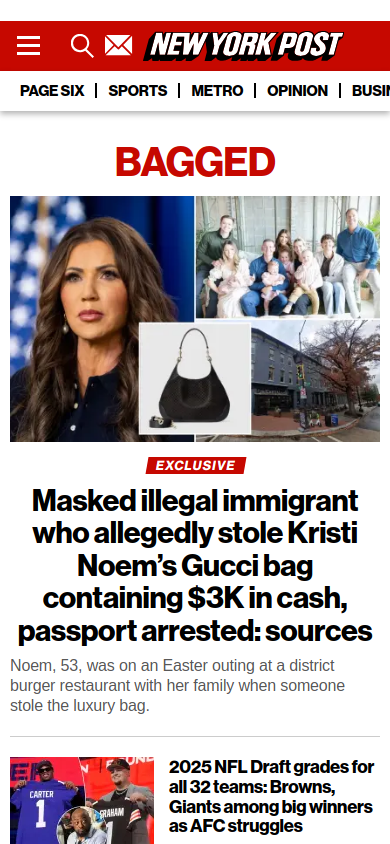 NEW YORK POST
PAGE SIX | SPORTS | METRO | OPINION | BUSI
BAGGED
EXCLUSIVE
Masked illegal immigrant
who allegedly stole Kristi
Noem’s Gucci bag
containing $3K in cash,
passport arrested: sources
Noem, 53, was on an Easter outing at a district
burger restaurant with her family when someone
stole the luxury bag.
2025 NFL Draft grades for
all 32 teams: Browns,
Giants among big winners
as AFC struggles
CARTER
1
GRAHAM